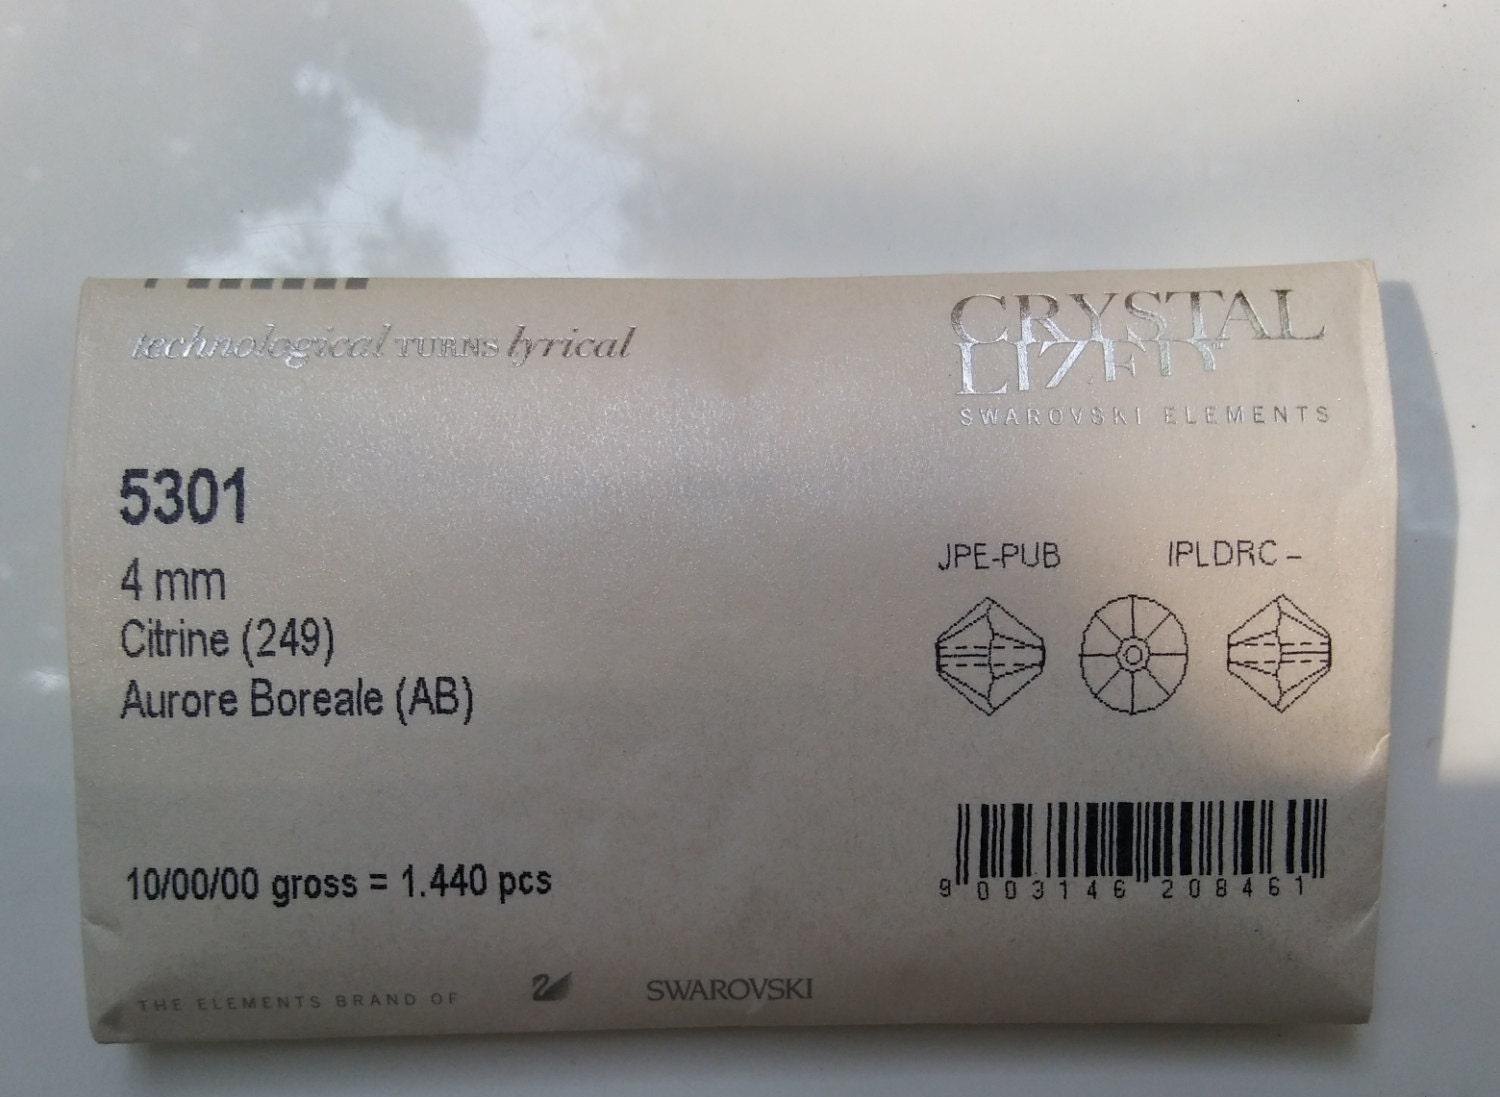 technological TURNS lyrical
CRYSTAL
LIZED™
SWAROVSKI ELEMENTS
5301
4 mm
Citrine (249)
Aurore Boreale (AB)
JPE-PUB IPLDRC -
10/00/00 gross = 1.440 pcs
9 003146 208461
THE ELEMENTS BRAND OF SWAROVSKI